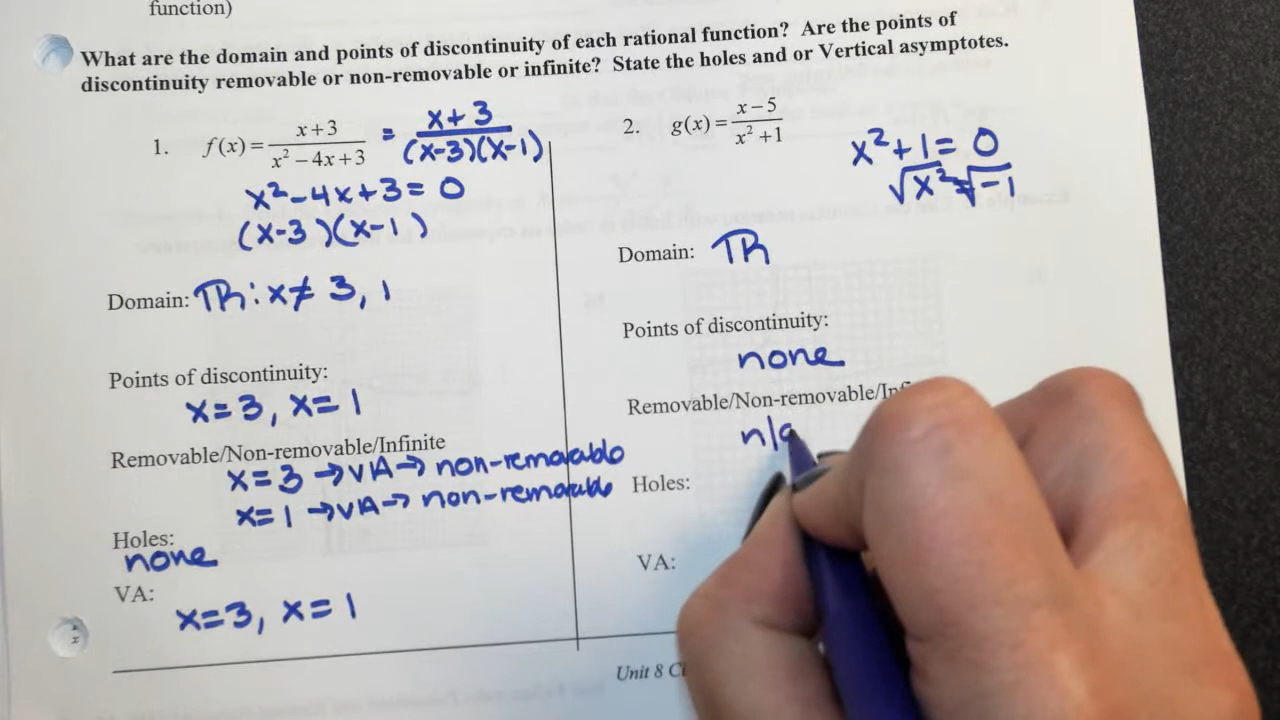 function)
What are the domain and points of discontinuity of each rational function? Are the points of
discontinuity removable or non-removable or infinite? State the holes and or Vertical asymptotes.
1. f(x) = x+3 / x² − 4x + 3 = x+3 / (x-3)(x-1)
x² - 4x + 3 = 0
(x-3)(x-1)
Domain: ℝ : x ≠ 3, 1
Points of discontinuity:
x = 3, x = 1
Removable/Non-removable/Infinite
x = 3 → VA → non-removable
x = 1 → VA → non-removable
Holes:
none
VA:
x = 3, x = 1
2. g(x) = x − 5 / x² + 1
x² + 1 = 0
√x² = √-1
Domain: ℝ
Points of discontinuity:
none
Removable/Non-removable/
n/a
Holes:
VA:
Unit 8